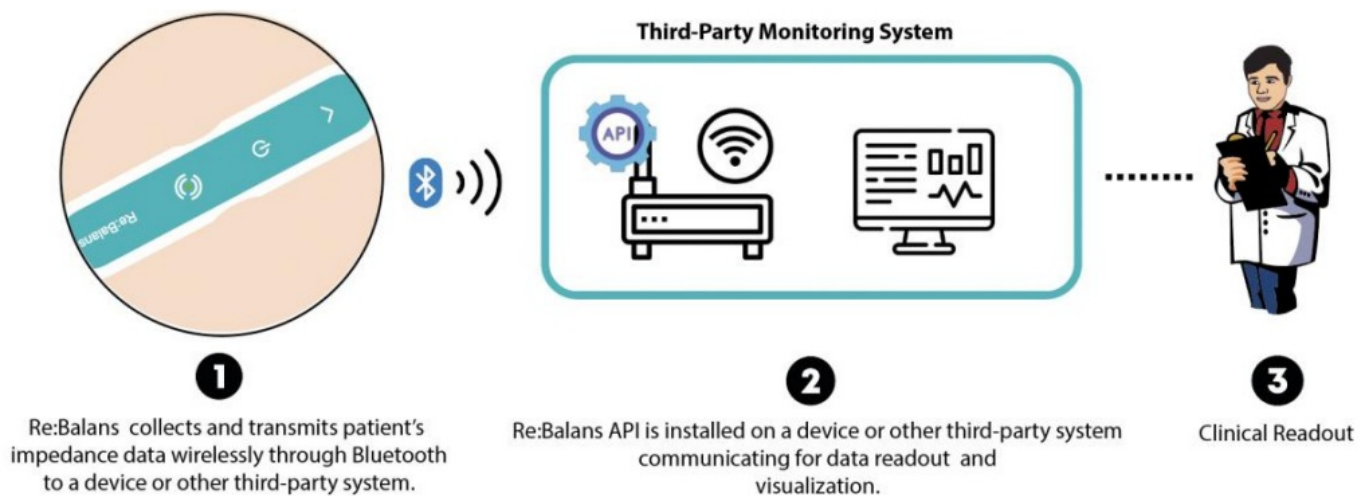 Third-Party Monitoring System
API
Re:Balans
1
Re:Balans collects and transmits patient's
impedance data wirelessly through Bluetooth
to a device or other third-party system.
2
Re:Balans API is installed on a device or other third-party system
communicating for data readout and
visualization.
3
Clinical Readout